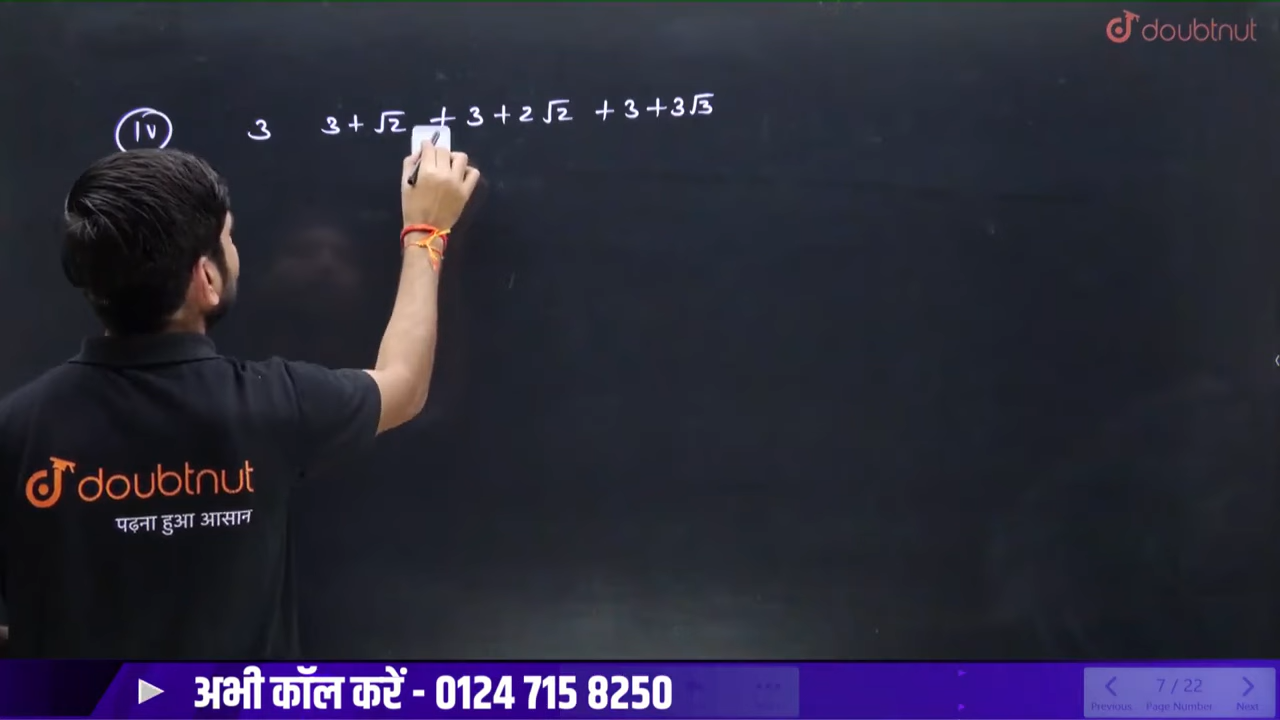 doubtnut
iv 3 3+√2 + 3+2√2 +3+3√3
doubtnut
पढ़ना हुआ आसान
अभी कॉल करें - 0124 715 8250
7 / 22
Previous Page Number Next